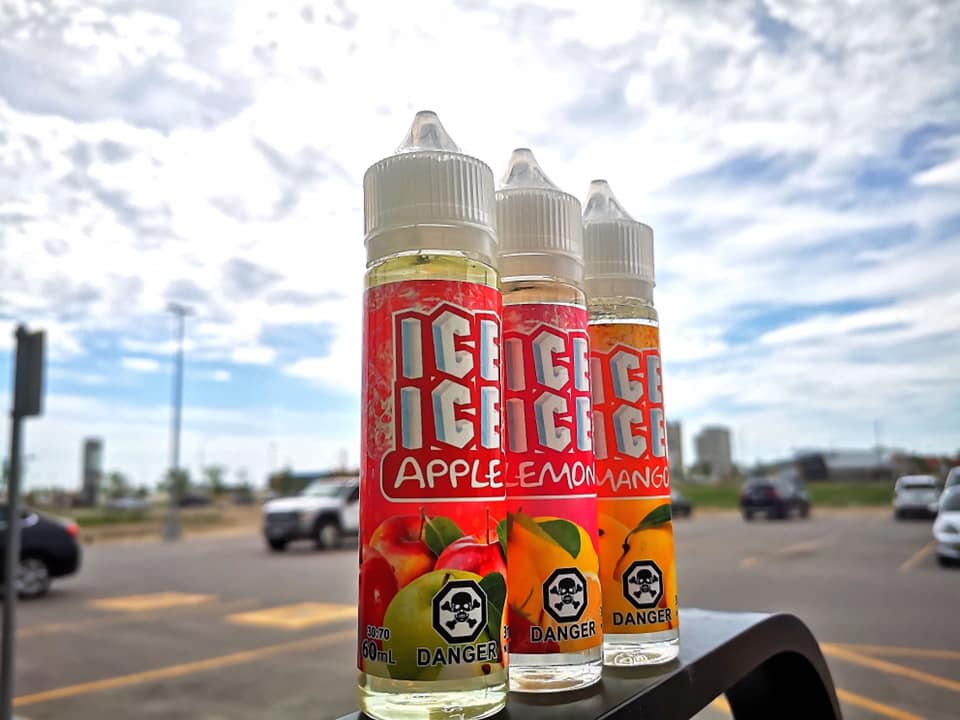 ICE
ICE
APPLE
30:70
60mL
DANGER
ICE
ICE
LEMON
DANGER
ICE
ICE
MANGO
DANGER